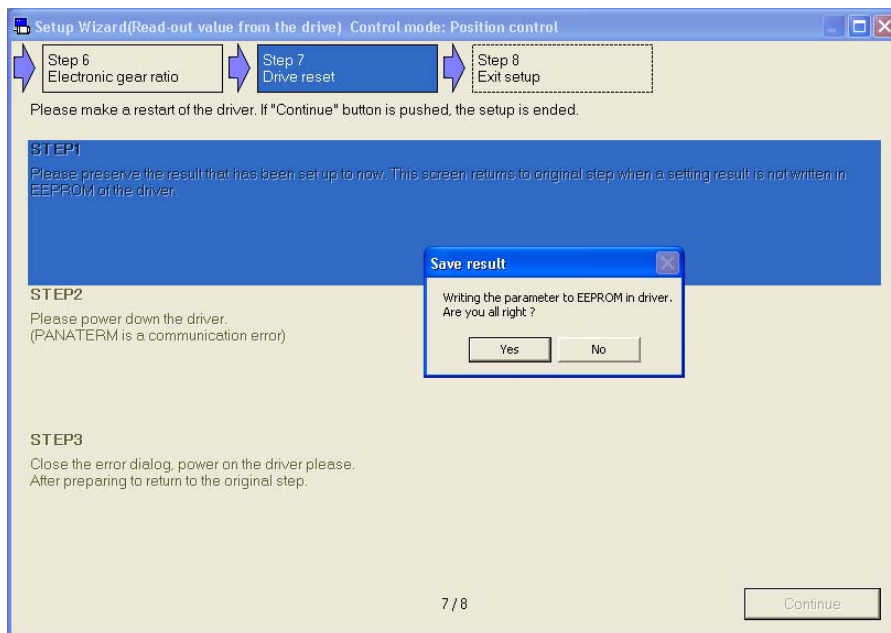 Setup Wizard(Read-out value from the drive) Control mode: Position control
Step 6
Electronic gear ratio
Step 7
Drive reset
Step 8
Exit setup
Please make a restart of the driver. If "Continue" button is pushed, the setup is ended.
STEP1
Please preserve the result that has been set up to now. This screen returns to original step when a setting result is not written in
EEPROM of the driver.
Save result
Writing the parameter to EEPROM in driver.
Are you all right ?
Yes
No
STEP2
Please power down the driver.
(PANATERM is a communication error)
STEP3
Close the error dialog, power on the driver please.
After preparing to return to the original step.
7 / 8
Continue